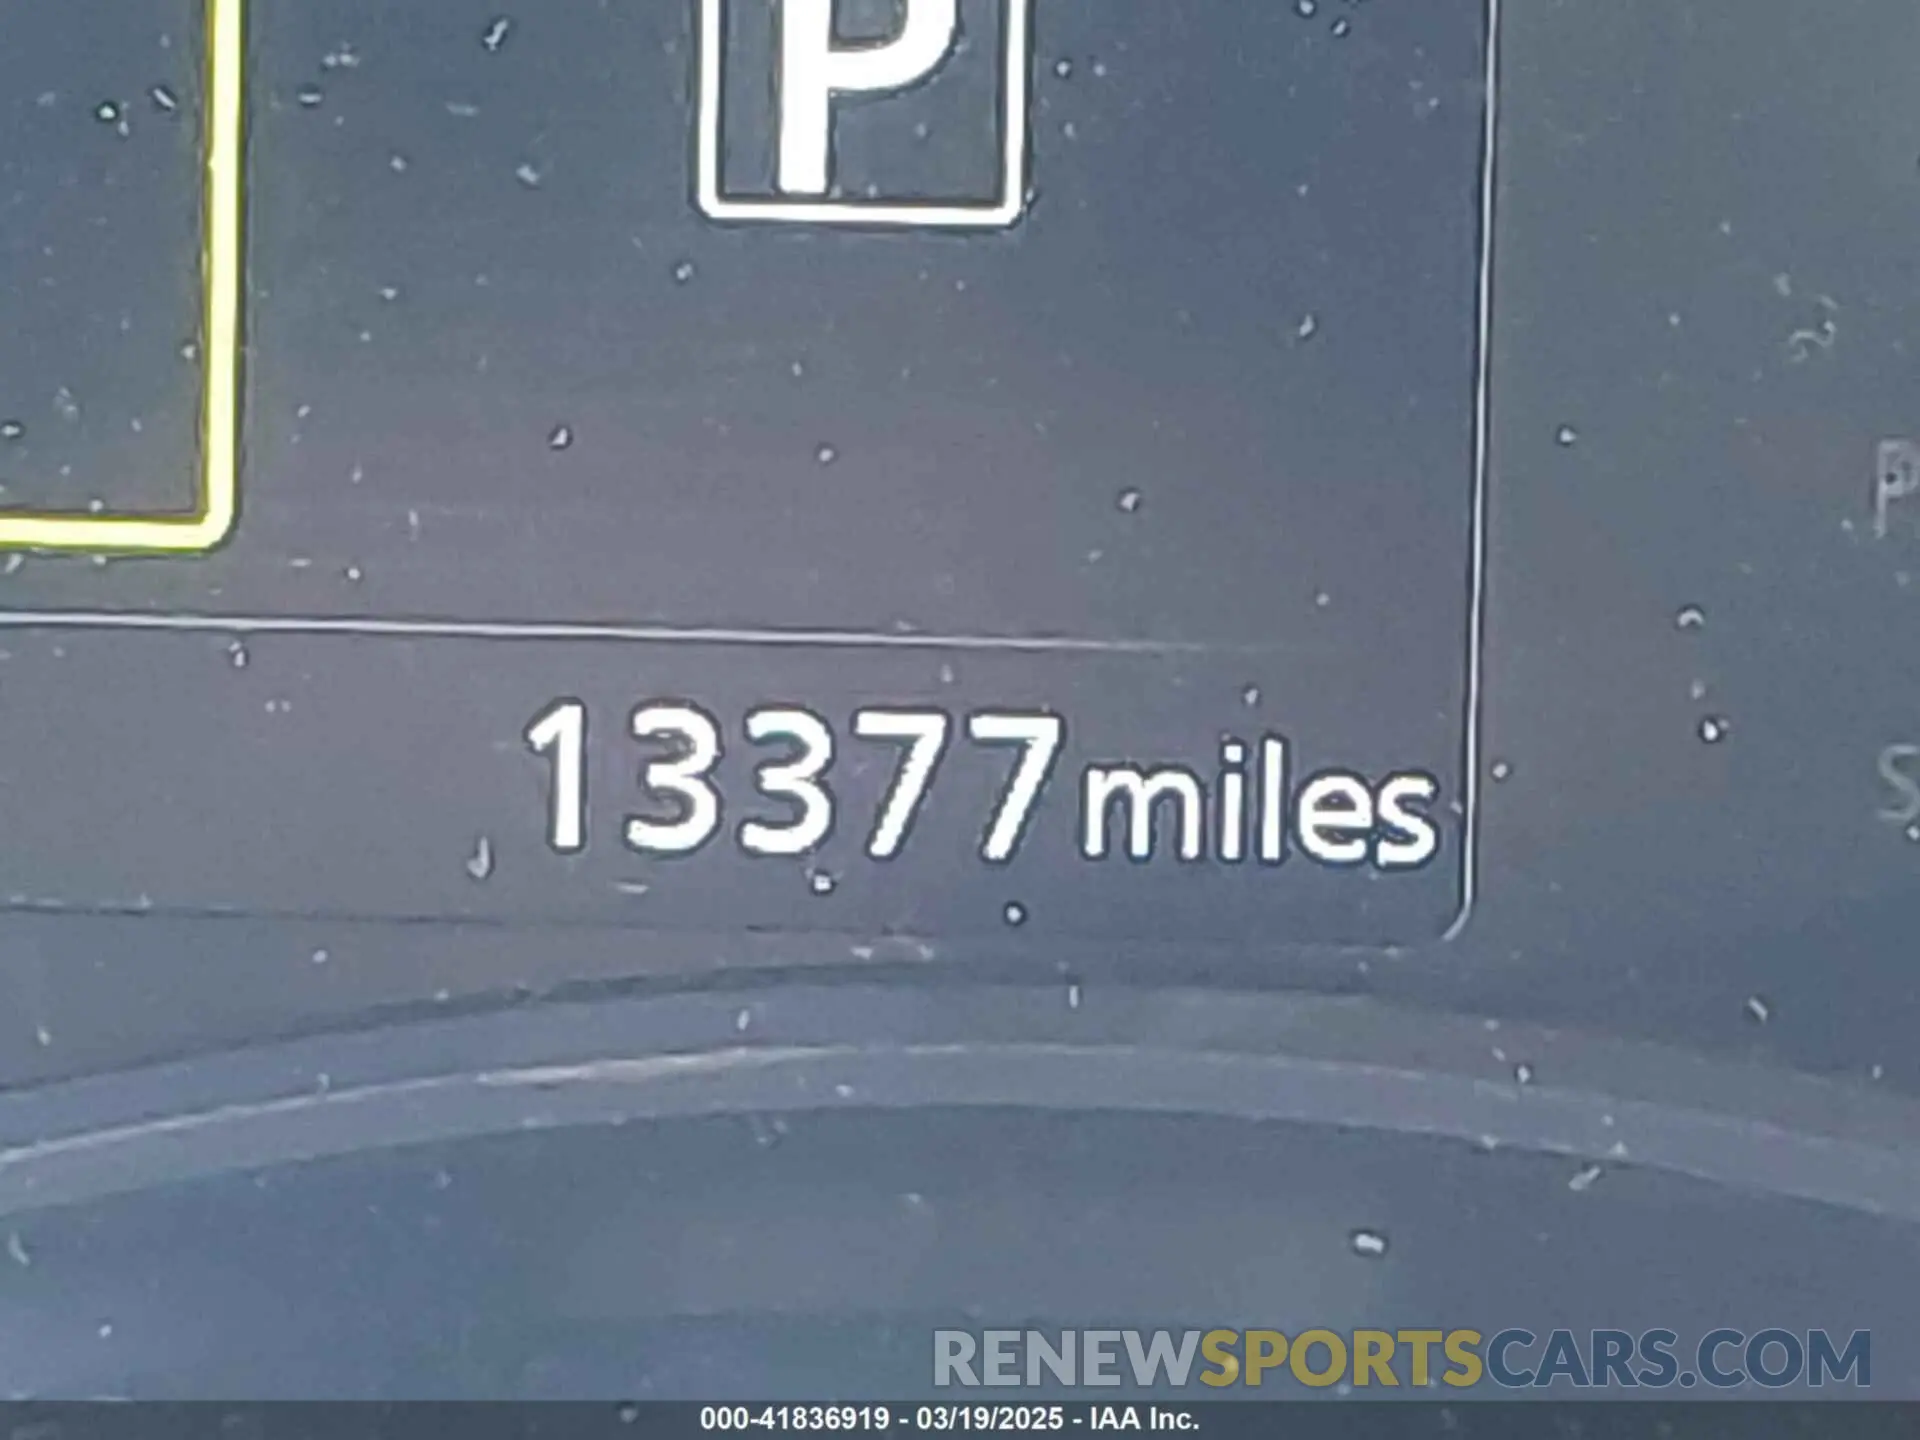 P
P
13377 miles
S
RENEWSPORTSCARS.COM
000-41836919 - 03/19/2025 - IAA Inc.